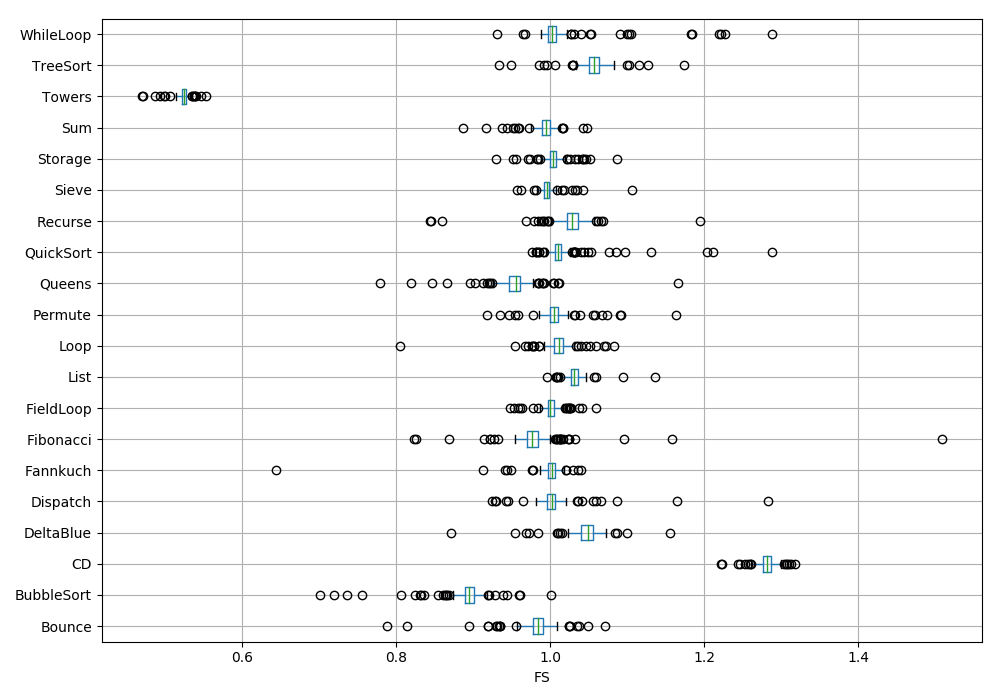 WhileLoop
TreeSort
Towers
Sum
Storage
Sieve
Recurse
QuickSort
Queens
Permute
Loop
List
FieldLoop
Fibonacci
Fannkuch
Dispatch
DeltaBlue
CD
BubbleSort
Bounce
0.6 0.8 1.0 1.2 1.4
FS